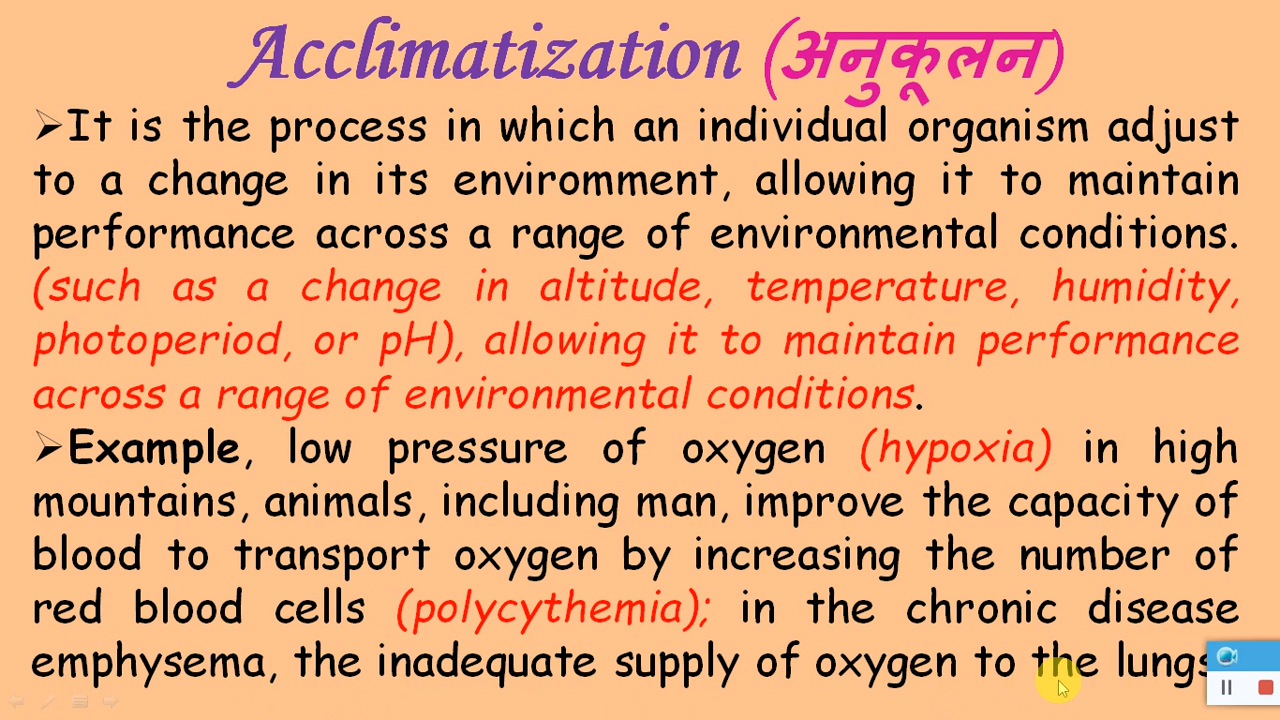 Acclimatization (अनुकूलन)
➢It is the process in which an individual organism adjust
to a change in its enviromment, allowing it to maintain
performance across a range of environmental conditions.
(such as a change in altitude, temperature, humidity,
photoperiod, or pH), allowing it to maintain performance
across a range of environmental conditions.
➢Example, low pressure of oxygen (hypoxia) in high
mountains, animals, including man, improve the capacity of
blood to transport oxygen by increasing the number of
red blood cells (polycythemia); in the chronic disease
emphysema, the inadequate supply of oxygen to the lungs